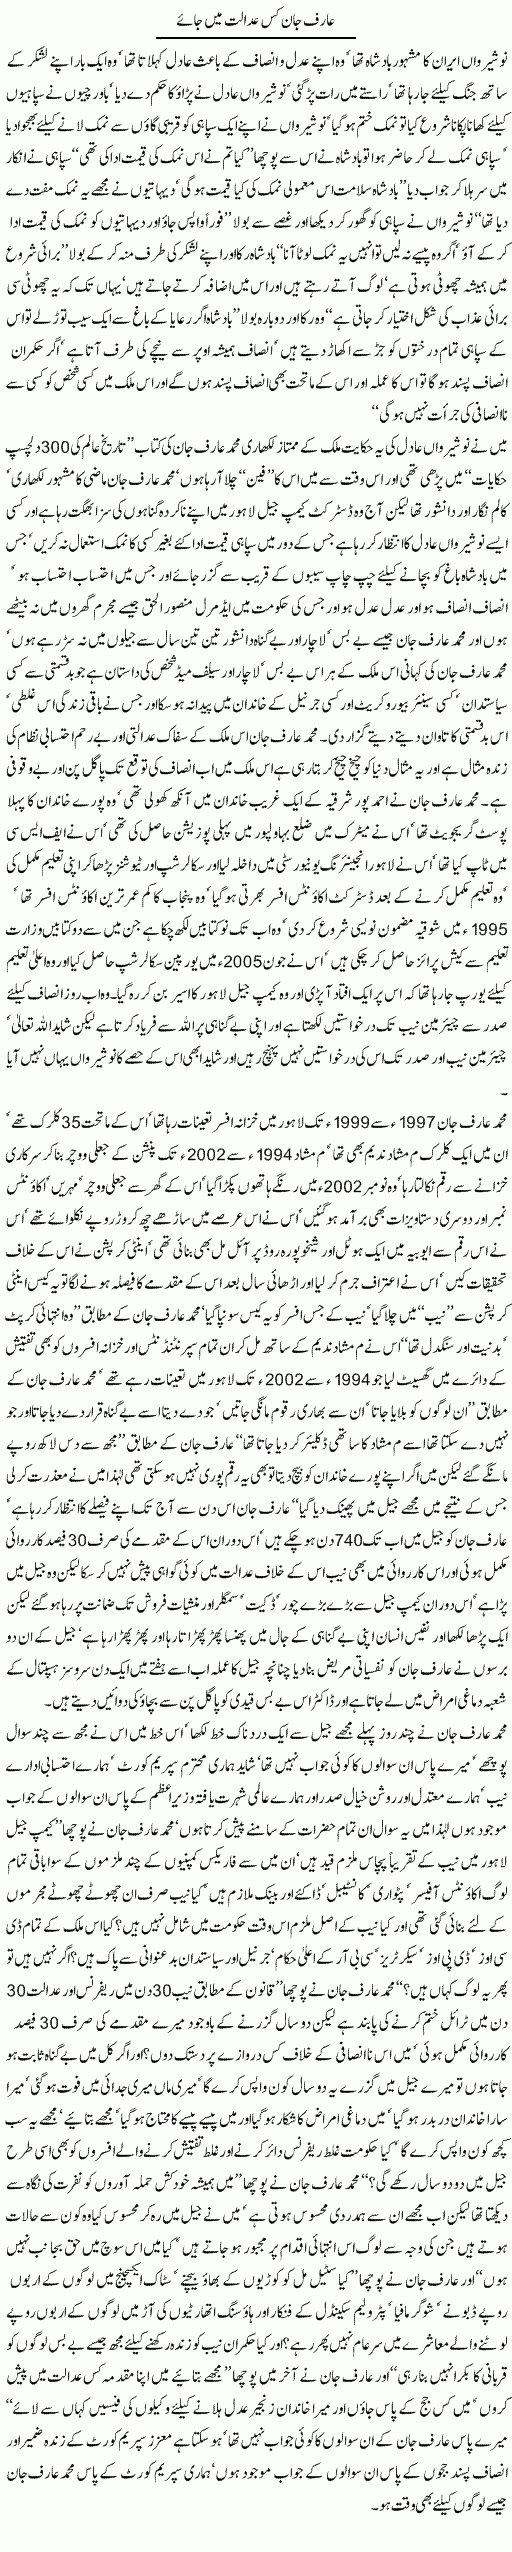 عارف جان کس عدالت میں جائے
نوشیرواں ایران کا مشہور بادشاہ تھا‘ وہ اپنے عدل و انصاف کے باعث عادل کہلاتا تھا‘ وہ ایک بار اپنے لشکر کے
ساتھ جنگ کیلئے جا رہا تھا‘ راستے میں رات پڑ گئی‘ نوشیرواں عادل نے پڑاؤ کا حکم دے دیا‘ باورچیوں نے سپاہیوں
کیلئے کھانا پکانا شروع کیا تو نمک ختم ہو گیا‘ نوشیرواں نے اپنے ایک سپاہی کو قریبی گاؤں سے نمک لانے کیلئے بھجوا دیا
‘ سپاہی نمک لے کر حاضر ہوا تو بادشاہ نے اس سے پوچھا’’ کیا تم نے اس نمک کی قیمت ادا کی تھی‘‘ سپاہی نے انکار
میں سر ہلا کر جواب دیا’’ بادشاہ سلامت اس معمولی نمک کی کیا قیمت ہو گی‘ دیہاتیوں نے مجھے یہ نمک مفت دے
دیا تھا‘‘ نوشیرواں نے سپاہی کو گھور کر دیکھا اور غصے سے بولا ’’فوراً واپس جاؤ اور دیہاتیوں کو نمک کی قیمت ادا
کر کے آؤ‘ اگر وہ پیسے نہ لیں تو انہیں یہ نمک لوٹا آنا‘‘ بادشاہ رکا اور اپنے لشکر کی طرف منہ کر کے بولا’’ برائی شروع
میں ہمیشہ چھوٹی ہوتی ہے‘ لوگ آتے رہتے ہیں اور اس میں اضافہ کرتے جاتے ہیں‘ یہاں تک کہ یہ چھوٹی سی
برائی عذاب کی شکل اختیار کر جاتی ہے‘‘ وہ رکا اور دوبارہ بولا’’ بادشاہ اگر رعایا کے باغ سے ایک سیب توڑ لے تو اس
کے سپاہی تمام درختوں کو جڑ سے اکھاڑ دیتے ہیں‘ انصاف ہمیشہ اوپر سے نیچے کی طرف آتا ہے‘ اگر حکمران
انصاف پسند ہو گا تو اس کا عملہ اور اس کے ماتحت بھی انصاف پسند ہوں گے اور اس ملک میں کسی شخص کو کسی سے
نا انصافی کی جرأت نہیں ہو گی‘‘
میں نے نوشیرواں عادل کی یہ حکایت ملک کے ممتاز لکھاری محمد عارف جان کی کتاب ’’تاریخ عالم کی 300 دلچسپ
حکایات‘‘ میں پڑھی تھی اور اس وقت سے میں اس کا ’’فین‘‘ چلا آ رہا ہوں‘ محمد عارف جان ماضی کا مشہور لکھاری‘
کالم نگار اور دانشور تھا لیکن آج وہ ڈسٹرکٹ کیمپ جیل لاہور میں اپنے ناکردہ گناہوں کی سزا بھگت رہا ہے اور کسی
ایسے نوشیرواں عادل کا انتظار کر رہا ہے جس کے دور میں سپاہی قیمت ادا کئے بغیر کسی کا نمک استعمال نہ کریں‘ جس
میں بادشاہ باغ کو بچانے کیلئے چپ چاپ سیبوں کے قریب سے گزر جائے اور جس میں احتساب احتساب ہو‘
انصاف انصاف ہو اور عدل عدل ہو اور جس کی حکومت میں ایڈمرل منصور الحق جیسے مجرم گھروں میں نہ بیٹھے
ہوں اور محمد عارف جان جیسے بے بس‘ لاچار اور بے گناہ دانشور تین تین سال سے جیلوں میں نہ سڑ رہے ہوں‘
محمد عارف جان کی کہانی اس ملک کے ہر اس بے بس‘ لاچار اور سیلف میڈ شخص کی داستان ہے جو بدقسمتی سے کسی
سیاستدان‘ کسی سینئر بیوروکریٹ اور کسی جرنیل کے خاندان میں پیدا نہ ہو سکا اور جس نے باقی زندگی اس غلطی‘
اس بدقسمتی کا تاوان دیتے دیتے گزار دی۔ محمد عارف جان اس ملک کے سفاک عدالتی اور بے رحم احتسابی نظام کی
زندہ مثال ہے اور یہ مثال دنیا کو چیخ چیخ کر بتا رہی ہے اس ملک میں اب انصاف کی توقع تک پاگل پن اور بے وقوفی
ہے۔ محمد عارف جان نے احمد پور شرقیہ کے ایک غریب خاندان میں آنکھ کھولی تھی‘ وہ پورے خاندان کا پہلا
پوسٹ گریجویٹ تھا‘ اس نے میٹرک میں ضلع بہاولپور میں پہلی پوزیشن حاصل کی تھی‘ اس نے ایف ایس سی
میں ٹاپ کیا تھا‘ اس نے لاہور انجینئرنگ یونیورسٹی میں داخلہ لیا اور سکالر شپ اور ٹیوشنز پڑھا کر اپنی تعلیم مکمل کی
‘ وہ تعلیم مکمل کرنے کے بعد ڈسٹرکٹ اکاؤنٹس افسر بھرتی ہو گیا‘ وہ پنجاب کا کم عمر ترین اکاؤنٹس افسر تھا‘
1995ء میں شوقیہ مضمون نویسی شروع کر دی‘ وہ اب تک نو کتابیں لکھ چکا ہے جن میں سے دو کتابیں وزارت
تعلیم سے کیش پرائز حاصل کر چکی ہیں‘ اس نے جون 2005ء میں یورپین سکالر شپ حاصل کیا اور وہ اعلیٰ تعلیم
کیلئے یورپ جا رہا تھا کہ اس پر ایک افتاد آ پڑی اور وہ کیمپ جیل لاہور کا اسیر بن کر رہ گیا۔ وہ اب روز انصاف کیلئے
صدر سے چیئرمین نیب تک درخواستیں لکھتا ہے اور اپنی بے گناہی پر اللہ سے فریاد کرتا ہے لیکن شاید اللہ تعالیٰ‘
چیئرمین نیب اور صدر تک اس کی درخواستیں نہیں پہنچ رہیں اور شاید ابھی اس کے حصے کا نوشیرواں یہاں نہیں آیا
۔
محمد عارف جان 1997ء سے 1999ء تک لاہور میں خزانہ افسر تعینات رہا تھا‘ اس کے ماتحت 35 کلرک تھے‘
ان میں ایک کلرک م مشاد ندیم بھی تھا‘ م مشاد 1994ء سے 2002ء تک پنشن کے جعلی ووچر بنا کر سرکاری
خزانے سے رقم نکالتا رہا‘ وہ نومبر 2002ء میں رنگے ہاتھوں پکڑا گیا‘ اس کے گھر سے جعلی ووچر‘ مہریں‘ اکاؤنٹس
نمبر اور دوسری دستاویزات بھی برآمد ہو گئیں‘ اس نے اس عرصے میں ساڑھے چھ کروڑ روپے نکلوائے تھے‘ اس
نے اس رقم سے ایوبیہ میں ایک ہوٹل اور شیخوپورہ روڈ پر آئل مل بھی بنائی تھی‘ اینٹی کرپشن نے اس کے خلاف
تحقیقات کیں‘ اس نے اعتراف جرم کر لیا اور اڑھائی سال بعد اس کے مقدمے کا فیصلہ ہونے لگا تو یہ کیس اینٹی
کرپشن سے ’’نیب‘‘ میں چلا گیا‘ نیب کے جس افسر کو یہ کیس سونپا گیا‘ محمد عارف جان کے مطابق’’ وہ انتہائی کرپٹ
‘ بدنیت اور سنگدل تھا‘‘ اس نے م مشاد ندیم کے ساتھ مل کر ان تمام سپرنٹنڈنٹس اور خزانہ افسروں کو بھی تفتیش
کے دائرے میں گھسیٹ لیا جو 1994ء سے 2002ء تک لاہور میں تعینات رہے تھے‘ محمد عارف جان کے
مطابق’’ ان لوگوں کو بلایا جاتا‘ ان سے بھاری رقوم مانگی جاتیں‘ جو دے دیتا اسے بے گناہ قرار دے دیا جاتا اور جو
نہیں دے سکتا تھا اسے م مشاد کا ساتھی ڈکلیئر کر دیا جاتا تھا‘‘ عارف جان کے مطابق ’’مجھ سے دس لاکھ روپے
مانگے گئے لیکن میں اگر اپنے پورے خاندان کو بیچ دیتا تو بھی یہ رقم پوری نہیں ہو سکتی تھی لہٰذا میں نے معذرت کر لی
جس کے نتیجے میں مجھے جیل میں پھینک دیا گیا‘‘ عارف جان اس دن سے آج تک اپنے فیصلے کا انتظار کر رہا ہے‘
عارف جان کو جیل میں اب تک 740 دن ہو چکے ہیں‘ اس دوران اس کے مقدمے کی صرف 30 فیصد کارروائی
مکمل ہوئی اور اس کارروائی میں بھی نیب اس کے خلاف عدالت میں کوئی گواہی پیش نہیں کر سکا لیکن وہ جیل میں
پڑا ہے‘ اس دوران کیمپ جیل سے بڑے بڑے چور‘ ڈکیت‘ سمگلر اور منشیات فروش تک ضمانت پر رہا ہو گئے لیکن
ایک پڑھا لکھا اور نفیس انسان اپنی بے گناہی کے جال میں پھنسا پھڑپھڑاتا رہا اور پھڑپھڑا رہا ہے‘ جیل کے ان دو
برسوں نے عارف جان کو نفسیاتی مریض بنا دیا چنانچہ جیل کا عملہ اب اسے ہفتے میں ایک دن سروسز ہسپتال کے
شعبہ دماغی امراض میں لے جاتا ہے اور ڈاکٹر اس بے بس قیدی کو پاگل پن سے بچاؤ کی دوائیں دیتے ہیں۔
محمد عارف جان نے چند روز پہلے مجھے جیل سے ایک دردناک خط لکھا‘ اس خط میں اس نے مجھ سے چند سوال
پوچھے‘ میرے پاس ان سوالوں کا کوئی جواب نہیں تھا‘ شاید ہماری محترم سپریم کورٹ‘ ہمارے احتسابی ادارے
نیب‘ ہمارے معتدل اور روشن خیال صدر اور ہمارے عالمی شہرت یافتہ وزیراعظم کے پاس ان سوالوں کے جواب
موجود ہوں لہٰذا میں یہ سوال ان تمام حضرات کے سامنے پیش کرتا ہوں‘ محمد عارف جان نے پوچھا’’ کیمپ جیل
لاہور میں نیب کے تقریباً پچاس ملزم قید ہیں‘ ان میں سے فاریکس کمپنیوں کے چند ملزموں کے سوا باقی تمام
لوگ اکاؤنٹس آفیسر‘ پٹواری‘ کانسٹیبل‘ ڈاکئے اور بینک ملازم ہیں‘ کیا نیب صرف ان چھوٹے چھوٹے مجرموں
کے لئے بنائی گئی تھی اور کیا نیب کے اصل ملزم اس وقت حکومت میں شامل نہیں ہیں؟ کیا اس ملک کے تمام ڈی
سی اوز‘ ڈی پی اوز‘ سیکرٹریز‘ سی بی آر کے اعلیٰ حکام‘ جرنیل اور سیاستدان بدعنوانی سے پاک ہیں؟ اگر نہیں ہیں تو
پھر یہ لوگ کہاں ہیں؟‘‘ محمد عارف جان نے پوچھا’’ قانون کے مطابق نیب 30 دن میں ریفرنس اور عدالت 30
دن میں ٹرائل ختم کرنے کی پابند ہے لیکن دو سال گزرنے کے باوجود میرے مقدمے کی صرف 30 فیصد
کارروائی مکمل ہوئی‘ میں اس نا انصافی کے خلاف کس دروازے پر دستک دوں؟ اور اگر کل میں بے گناہ ثابت ہو
جاتا ہوں تو میرے جیل میں گزرے یہ دو سال کون واپس کرے گا‘ میری ماں میری جدائی میں فوت ہو گئی‘ میرا
سارا خاندان در بدر ہو گیا‘ میں دماغی امراض کا شکار ہو گیا اور میں پیسے پیسے کا محتاج ہو گیا‘ مجھے بتائیے‘ مجھے یہ سب
کچھ کون واپس کرے گا‘ کیا حکومت غلط ریفرنس دائر کرنے اور غلط تفتیش کرنے والے افسروں کو بھی اسی طرح
جیل میں دو دو سال رکھے گی؟‘‘ محمد عارف جان نے پوچھا’’ میں ہمیشہ خودکش حملہ آوروں کو نفرت کی نگاہ سے
دیکھتا تھا لیکن اب مجھے ان سے ہمدردی محسوس ہوتی ہے‘ میں نے جیل میں رہ کر محسوس کیا وہ کون سے حالات
ہوتے ہیں جن کی وجہ سے لوگ اس انتہائی اقدام پر مجبور ہو جاتے ہیں‘ کیا میں اس سوچ میں حق بجانب نہیں
ہوں‘‘ اور عارف جان نے پوچھا’’ کیا سٹیل مل کو کوڑیوں کے بھاؤ بیچنے‘ سٹاک ایکسچینج میں لوگوں کے اربوں
روپے ڈبونے‘ شوگر مافیا‘ پٹرولیم سکینڈل کے فنکار اور ہاؤسنگ اتھارٹیوں کی آڑ میں لوگوں کے اربوں روپے
لوٹنے والے معاشرے میں سرعام نہیں پھر رہے؟ اور کیا حکمران نیب کو زندہ رکھنے کیلئے مجھ جیسے بے بس لوگوں کو
قربانی کا بکرا نہیں بنا رہی‘‘ اور عارف جان نے آخر میں پوچھا’’ مجھے بتائیے میں اپنا مقدمہ کس عدالت میں پیش
کروں‘ میں کس جج کے پاس جاؤں اور میرا خاندان زنجیر عدل ہلانے کیلئے وکیلوں کی فیسیں کہاں سے لائے‘‘
میرے پاس عارف جان کے ان سوالوں کا کوئی جواب نہیں تھا‘ ہو سکتا ہے معزز سپریم کورٹ کے زندہ ضمیر اور
انصاف پسند ججوں کے پاس ان سوالوں کے جواب موجود ہوں‘ ہماری سپریم کورٹ کے پاس محمد عارف جان
جیسے لوگوں کیلئے بھی وقت ہو۔